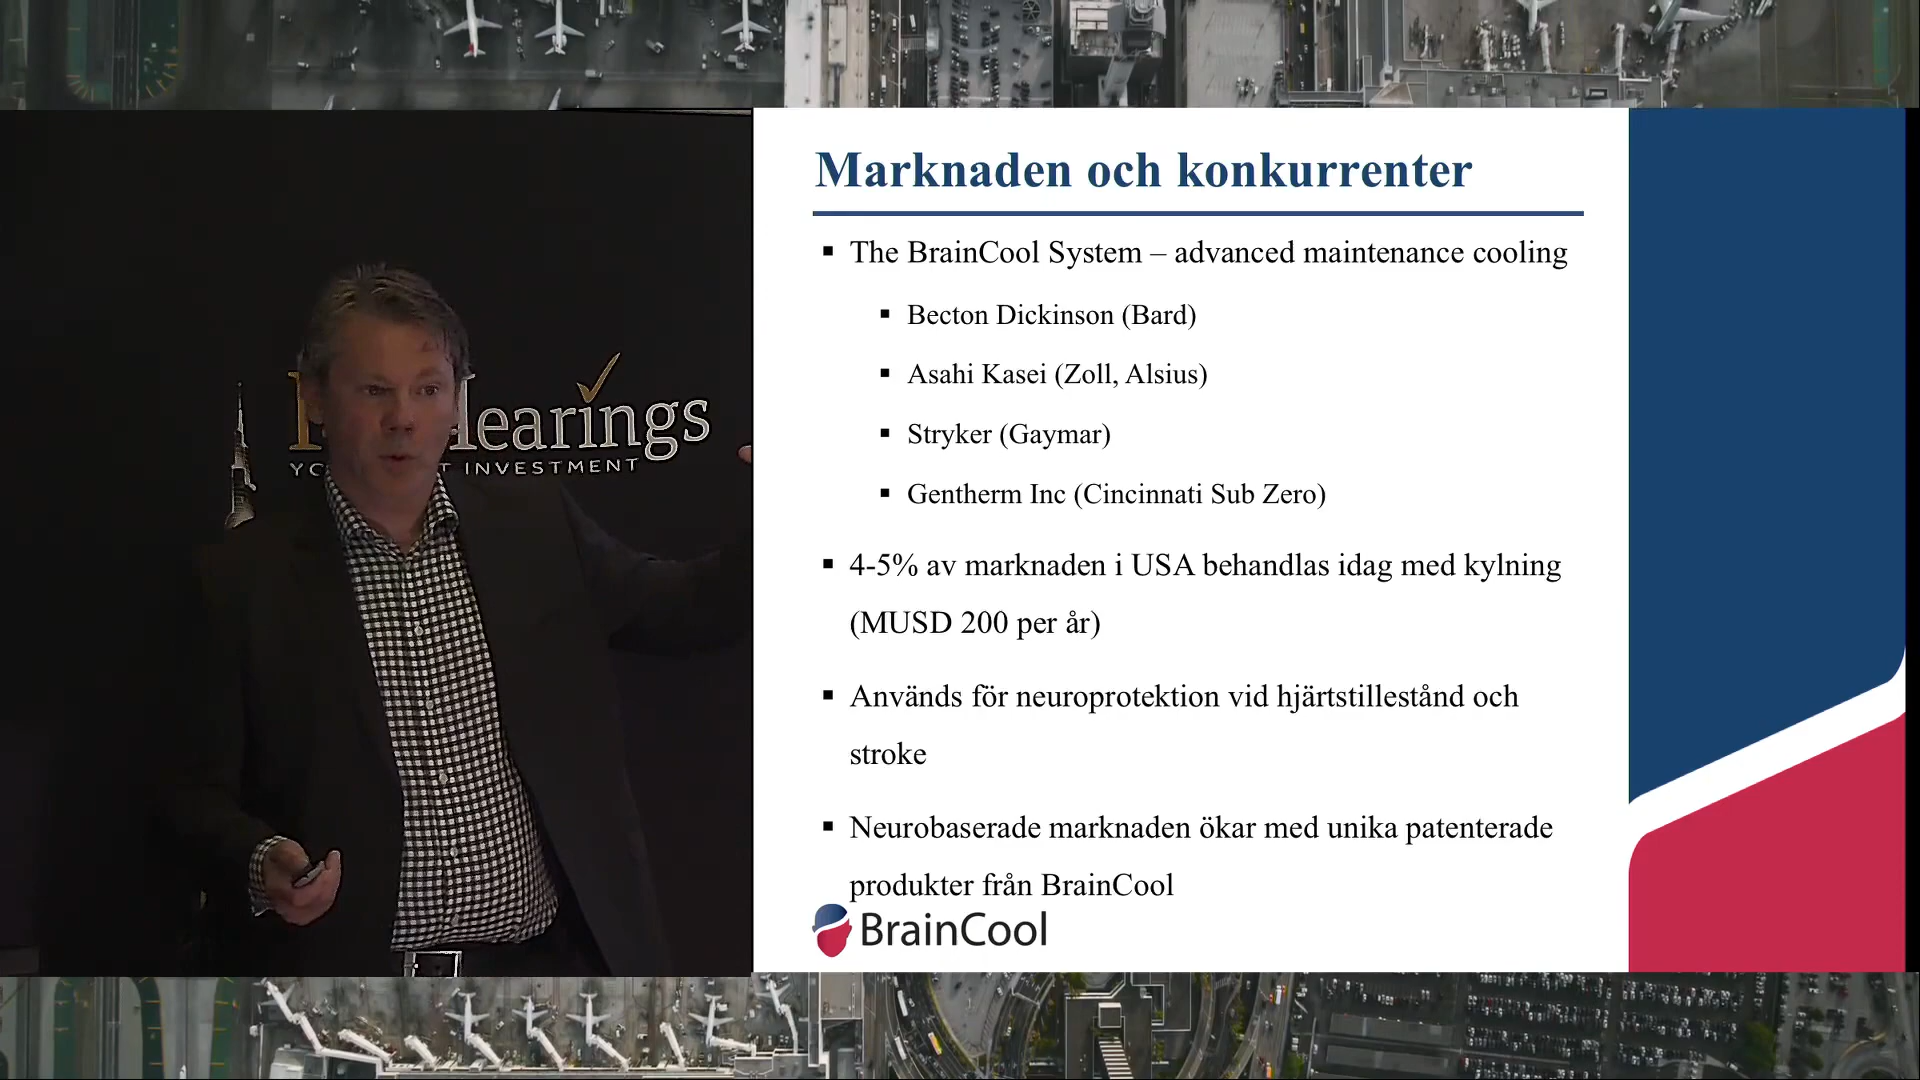 Marknaden och konkurrenter
▪ The BrainCool System – advanced maintenance cooling
▪ Becton Dickinson (Bard)
▪ Asahi Kasei (Zoll, Alsius)
▪ Stryker (Gaymar)
▪ Gentherm Inc (Cincinnati Sub Zero)
▪ 4-5% av marknaden i USA behandlas idag med kylning
(MUSD 200 per år)
▪ Används för neuroprotektion vid hjärtstillestånd och
stroke
▪ Neurobaserade marknaden ökar med unika patenterade
produkter från BrainCool
BrainCool
earings
INVESTMENT